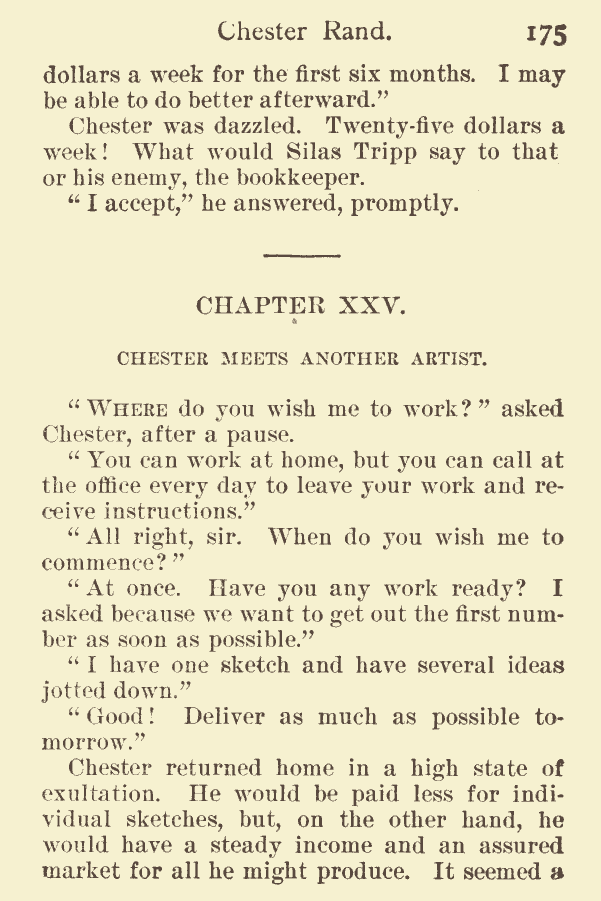 Chester Rand. 175
dollars a week for the first six months. I may
be able to do better afterward.”
Chester was dazzled. Twenty-five dollars a
week! What would Silas Tripp say to that
or his enemy, the bookkeeper.
“ I accept,” he answered, promptly.
CHAPTER XXV.
CHESTER MEETS ANOTHER ARTIST.
“ WHERE do you wish me to work? ” asked
Chester, after a pause.
“ You can work at home, but you can call at
the office every day to leave your work and re-
ceive instructions.”
“ All right, sir. When do you wish me to
commence? ”
“ At once. Have you any work ready? I
asked because we want to get out the first num-
ber as soon as possible.”
“ I have one sketch and have several ideas
jotted down.”
“ Good! Deliver as much as possible to-
morrow.”
Chester returned home in a high state of
exultation. He would be paid less for indi-
vidual sketches, but, on the other hand, he
would have a steady income and an assured
market for all he might produce. It seemed a